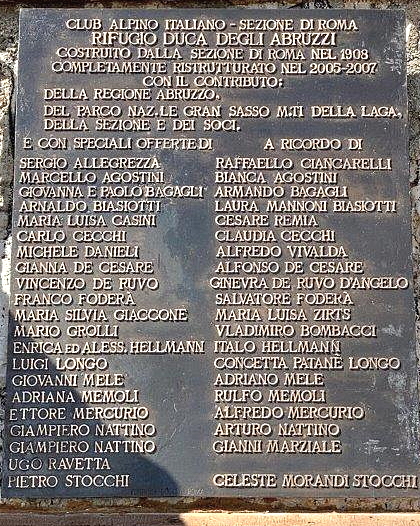 CLUB ALPINO ITALIANO - SEZIONE DI ROMA
RIFUGIO DUCA DEGLI ABRUZZI
COSTRUITO DALLA SEZIONE DI ROMA NEL 1908
COMPLETAMENTE RISTRUTTURATO NEL 2005-2007
CON IL CONTRIBUTO:
DELLA REGIONE ABRUZZO,
DEL PARCO NAZ.LE GRAN SASSO M.TI DELLA LAGA,
DELLA SEZIONE E DEI SOCI.
E CON SPECIALI OFFERTE DI A RICORDO DI
SERGIO ALLEGREZZA RAFFAELLO CIANCARELLI
MARCELLO AGOSTINI BIANCA AGOSTINI
GIOVANNA E PAOLO BAGAGLI ARMANDO BAGAGLI
ARNALDO BIASIOTTI LAURA MANNONI BIASIOTTI
MARIA LUISA CASINI CESARE REMIA
CARLO CECCHI CLAUDIA CECCHI
MICHELE DANIELI ALFREDO VIVALDA
GIANNA DE CESARE ALFONSO DE CESARE
VINCENZO DE RUVO GINEVRA DE RUVO D'ANGELO
FRANCO FODERÀ SALVATORE FODERÀ
MARIA SILVIA GIACCONE MARIA LUISA ZIRTS
MARIO GROLLI VLADIMIRO BOMBACCI
ENRICA ED ALESS. HELLMANN ITALO HELLMANN
LUIGI LONGO CONCETTA PATANÈ LONGO
GIOVANNI MELE ADRIANO MELE
ADRIANA MEMOLI RULFO MEMOLI
ETTORE MERCURIO ALFREDO MERCURIO
GIAMPIERO NATTINO ARTURO NATTINO
GIAMPIERO NATTINO GIANNI MARZIALE
UGO RAVETTA
PIETRO STOCCHI CELESTE MORANDI STOCCHI